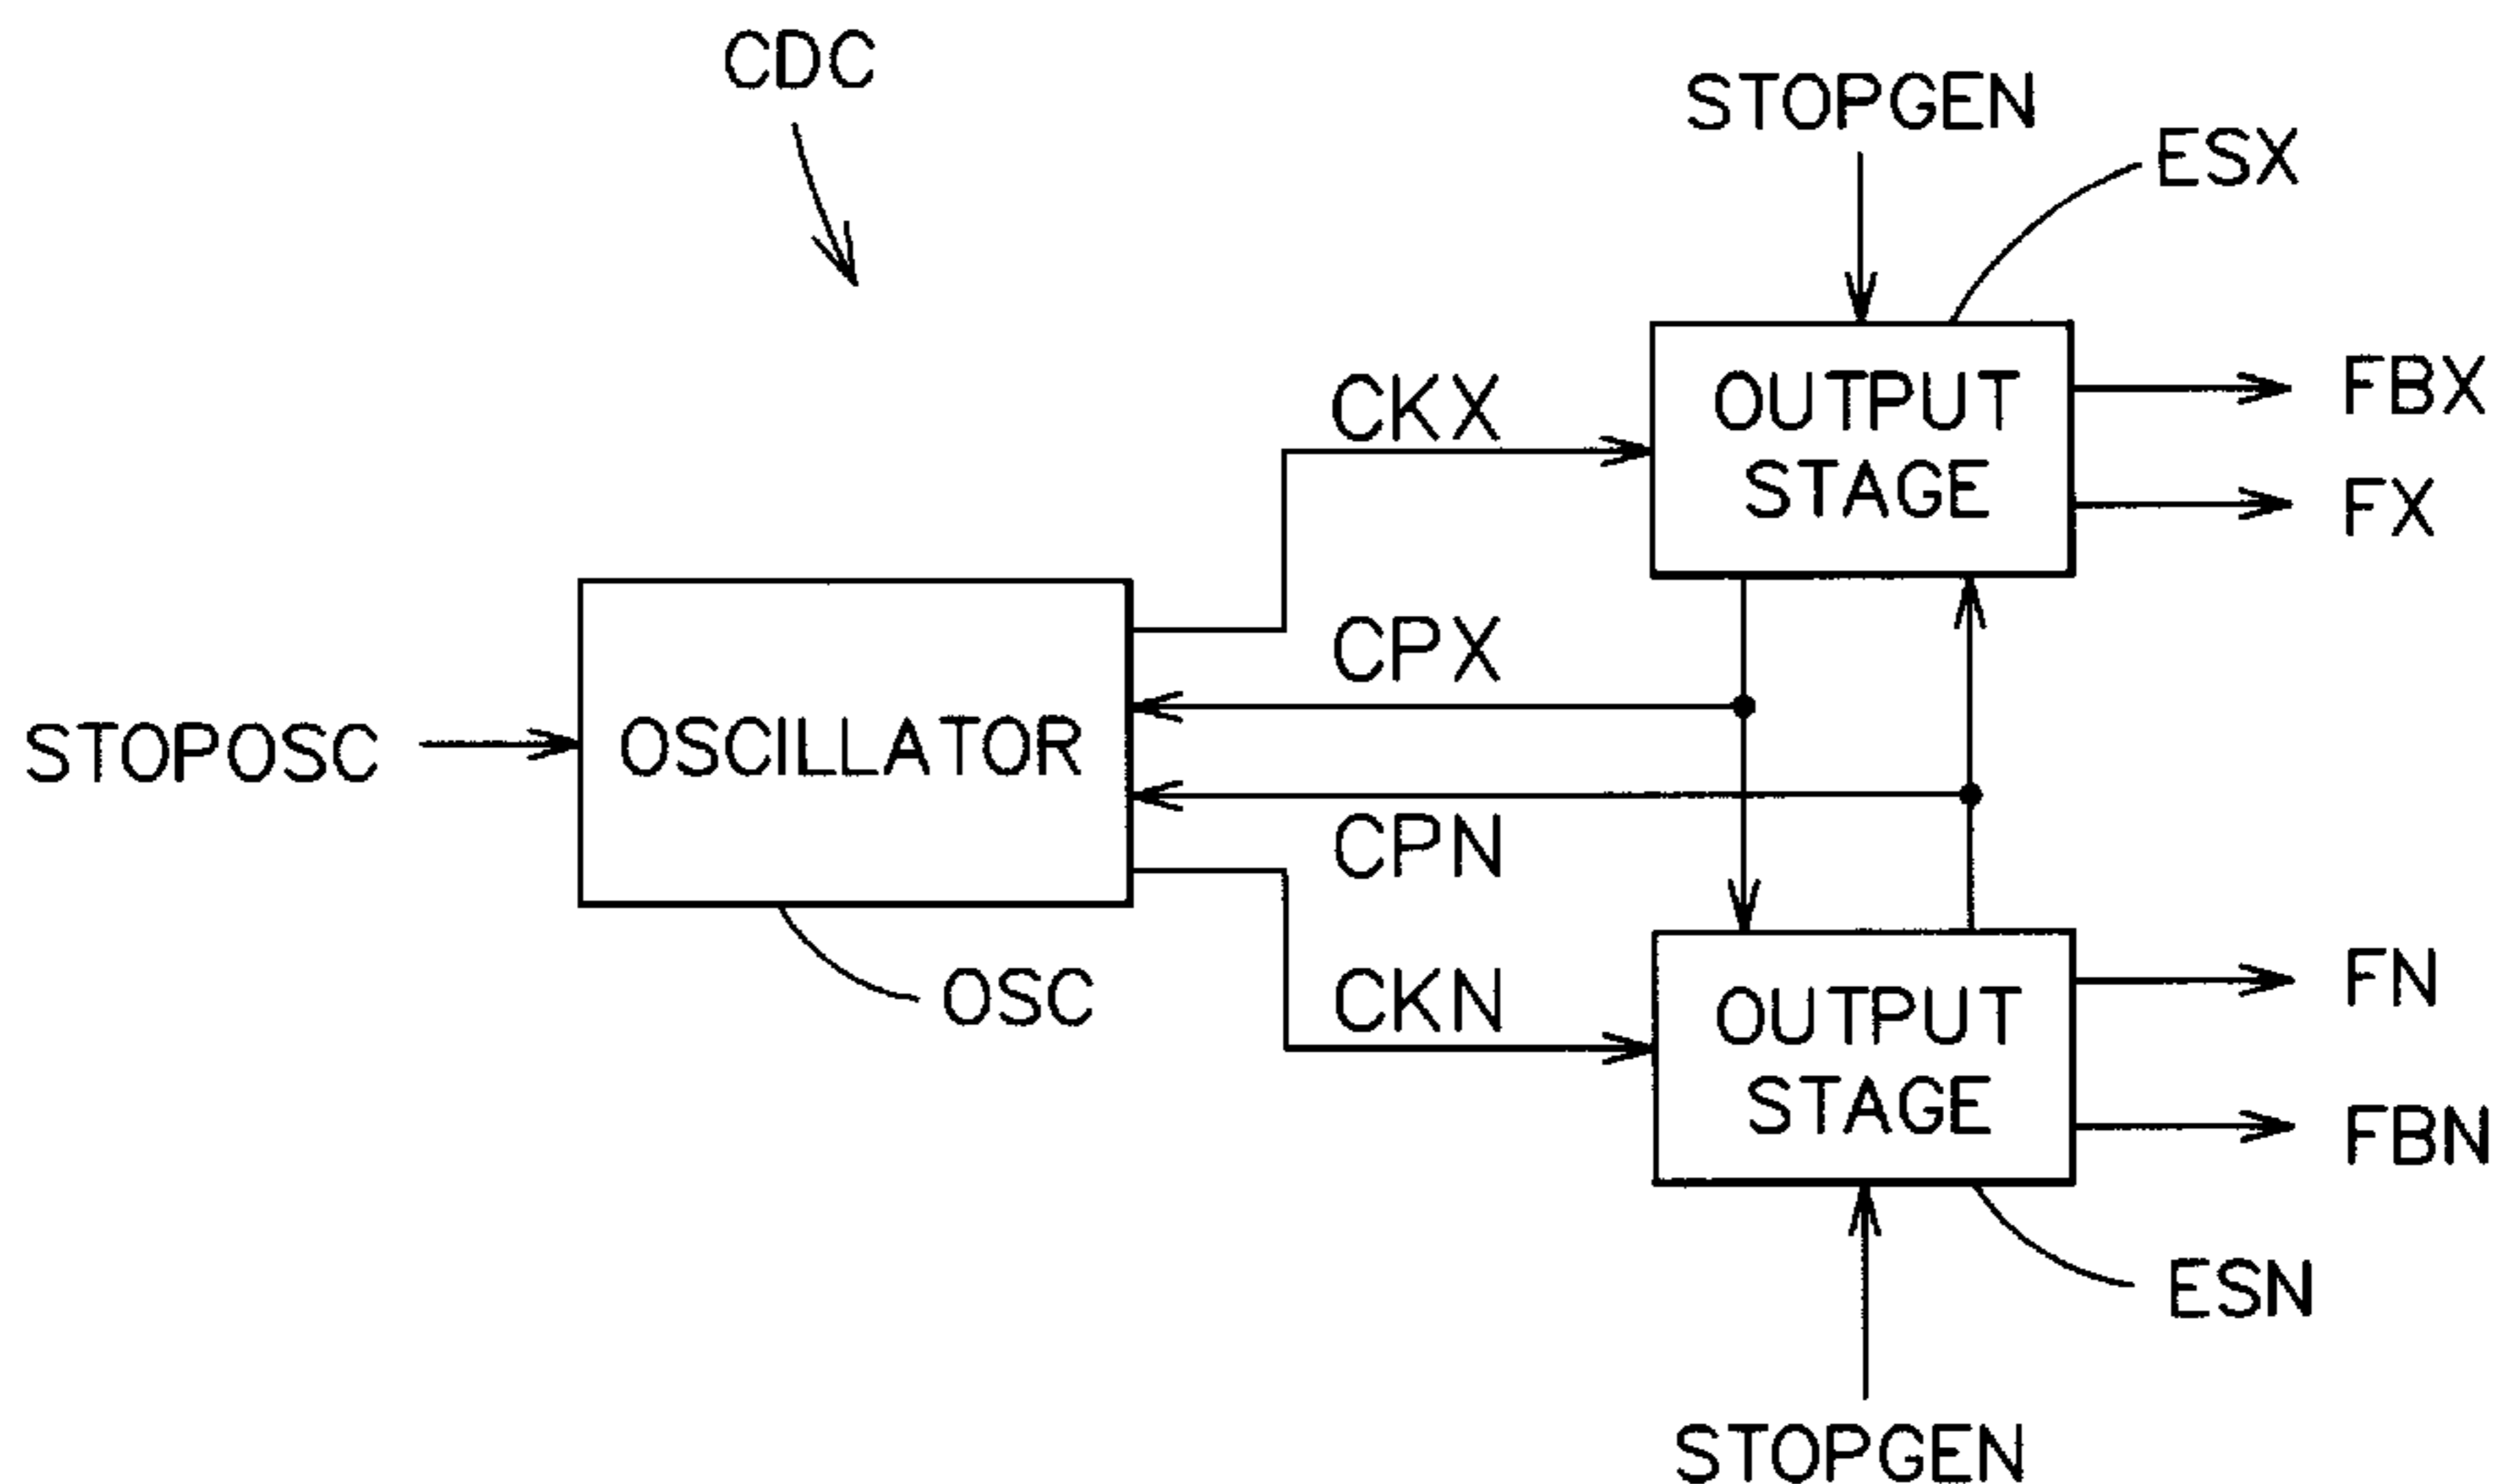 CDC
STOPGEN
ESX
CKX
OUTPUT
STAGE
FBX
FX
CPX
STOPOSC
OSCILLATOR
CPN
OSC
CKN
OUTPUT
STAGE
FN
FBN
ESN
STOPGEN